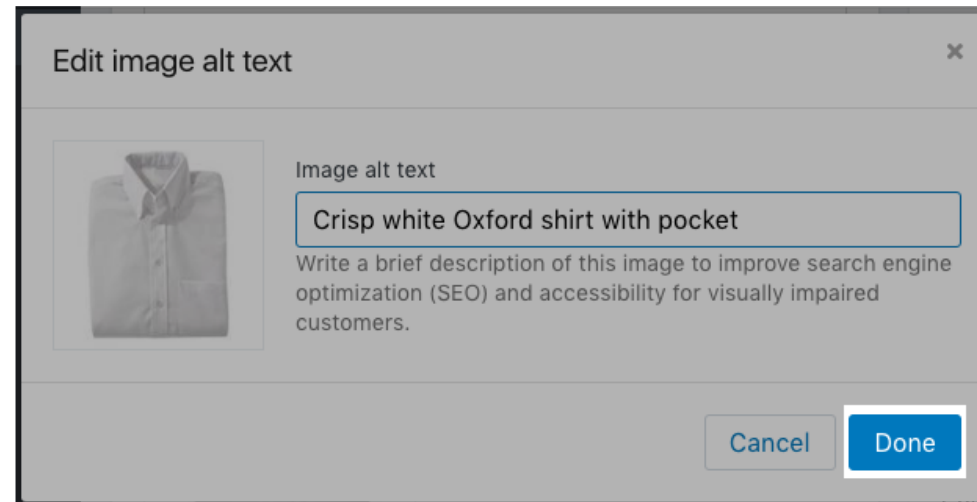 Edit image alt text
×
Image alt text
Crisp white Oxford shirt with pocket
Write a brief description of this image to improve search engine
optimization (SEO) and accessibility for visually impaired
customers.
Cancel
Done